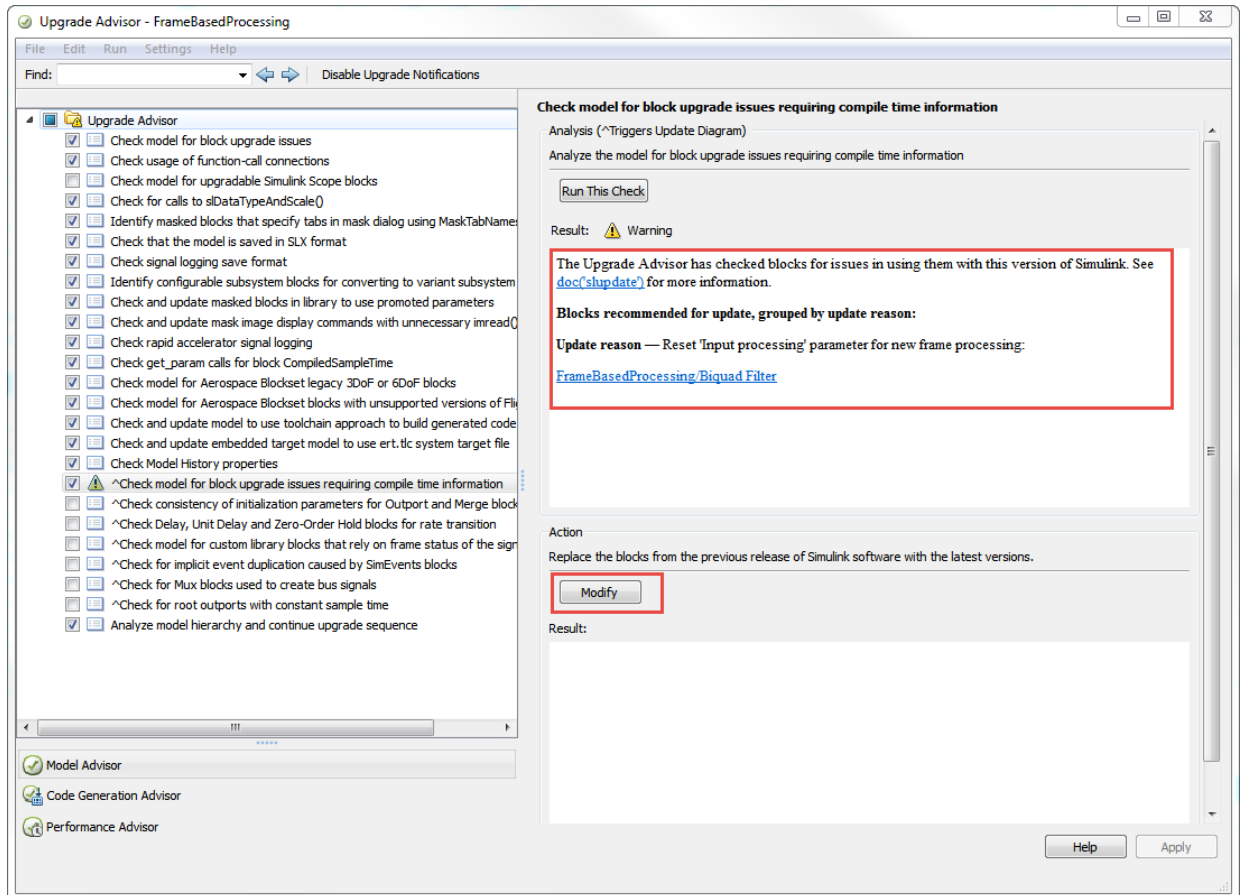 Upgrade Advisor - FrameBasedProcessing
File Edit Run Settings Help
Find:
Disable Upgrade Notifications
Upgrade Advisor
Check model for block upgrade issues
Check usage of function-call connections
Check model for upgradable Simulink Scope blocks
Check for calls to slDataTypeAndScale()
Identify masked blocks that specify tabs in mask dialog using MaskTabNames
Check that the model is saved in SLX format
Check signal logging save format
Identify configurable subsystem blocks for converting to variant subsystem
Check and update masked blocks in library to use promoted parameters
Check and update mask image display commands with unnecessary imread()
Check rapid accelerator signal logging
Check get_param calls for block CompiledSampleTime
Check model for Aerospace Blockset legacy 3DoF or 6DoF blocks
Check model for Aerospace Blockset blocks with unsupported versions of Fli
Check and update model to use toolchain approach to build generated code
Check and update embedded target model to use ert.tlc system target file
Check Model History properties
^Check model for block upgrade issues requiring compile time information
^Check consistency of initialization parameters for Outport and Merge block
^Check Delay, Unit Delay and Zero-Order Hold blocks for rate transition
^Check model for custom library blocks that rely on frame status of the sign
^Check for implicit event duplication caused by SimEvents blocks
^Check for Mux blocks used to create bus signals
^Check for root outports with constant sample time
Analyze model hierarchy and continue upgrade sequence
Model Advisor
Code Generation Advisor
Performance Advisor
Check model for block upgrade issues requiring compile time information
Analysis (^Triggers Update Diagram)
Analyze the model for block upgrade issues requiring compile time information
Run This Check
Result: Warning
The Upgrade Advisor has checked blocks for issues in using them with this version of Simulink. See
doc('slupdate') for more information.
Blocks recommended for update, grouped by update reason:
Update reason — Reset 'Input processing' parameter for new frame processing:
FrameBasedProcessing/Biquad Filter
Action
Replace the blocks from the previous release of Simulink software with the latest versions.
Modify
Result:
Help
Apply